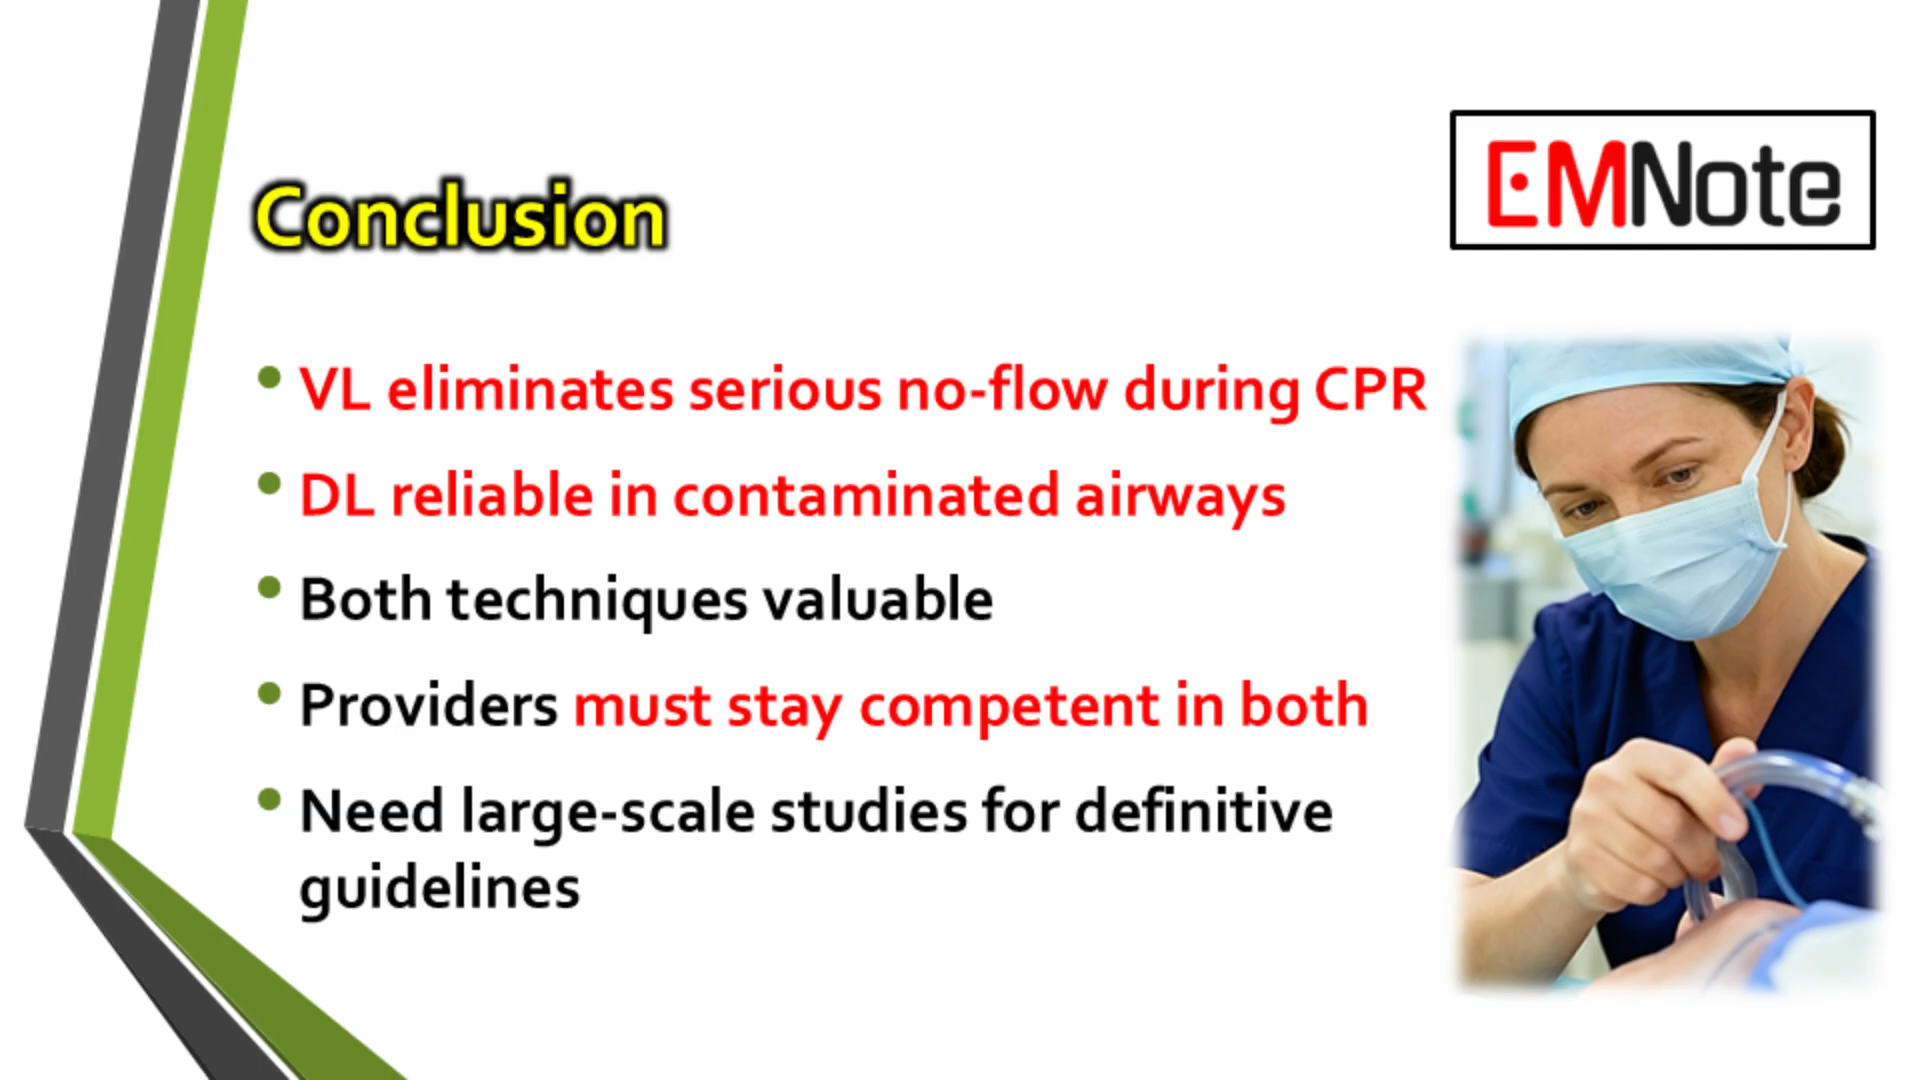 EMNote
Conclusion
• VL eliminates serious no-flow during CPR
• DL reliable in contaminated airways
• Both techniques valuable
• Providers must stay competent in both
• Need large-scale studies for definitive
guidelines